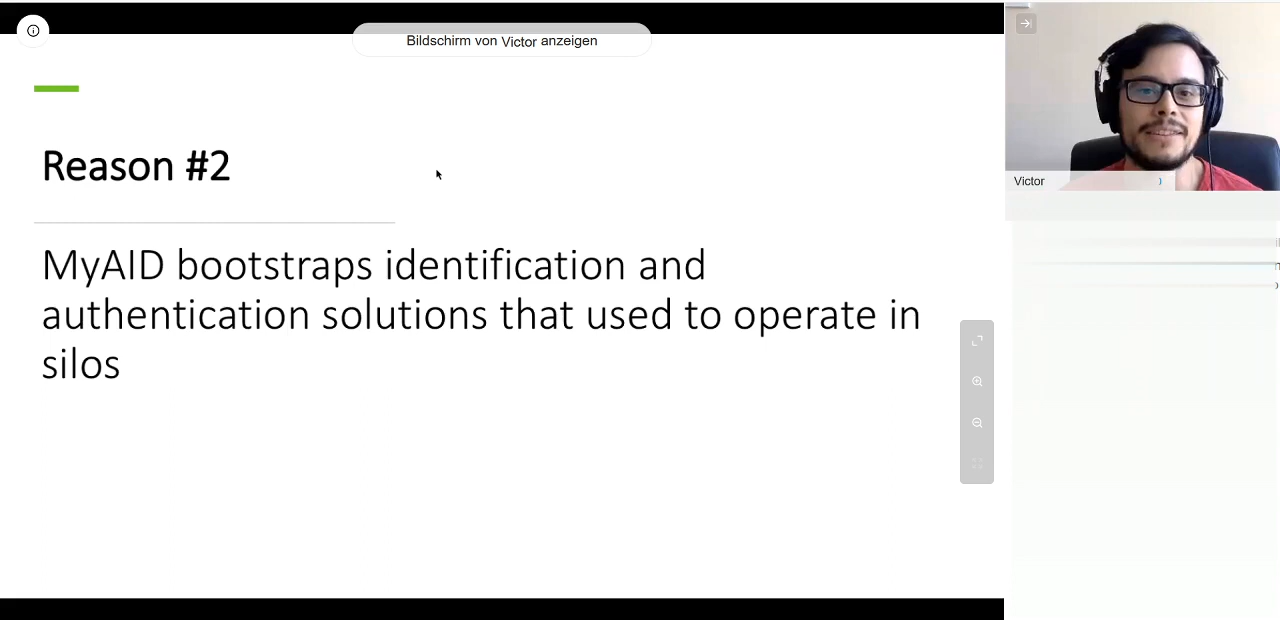 Bildschirm von Victor anzeigen
Reason #2
MyAID bootstraps identification and
authentication solutions that used to operate in
silos
Victor